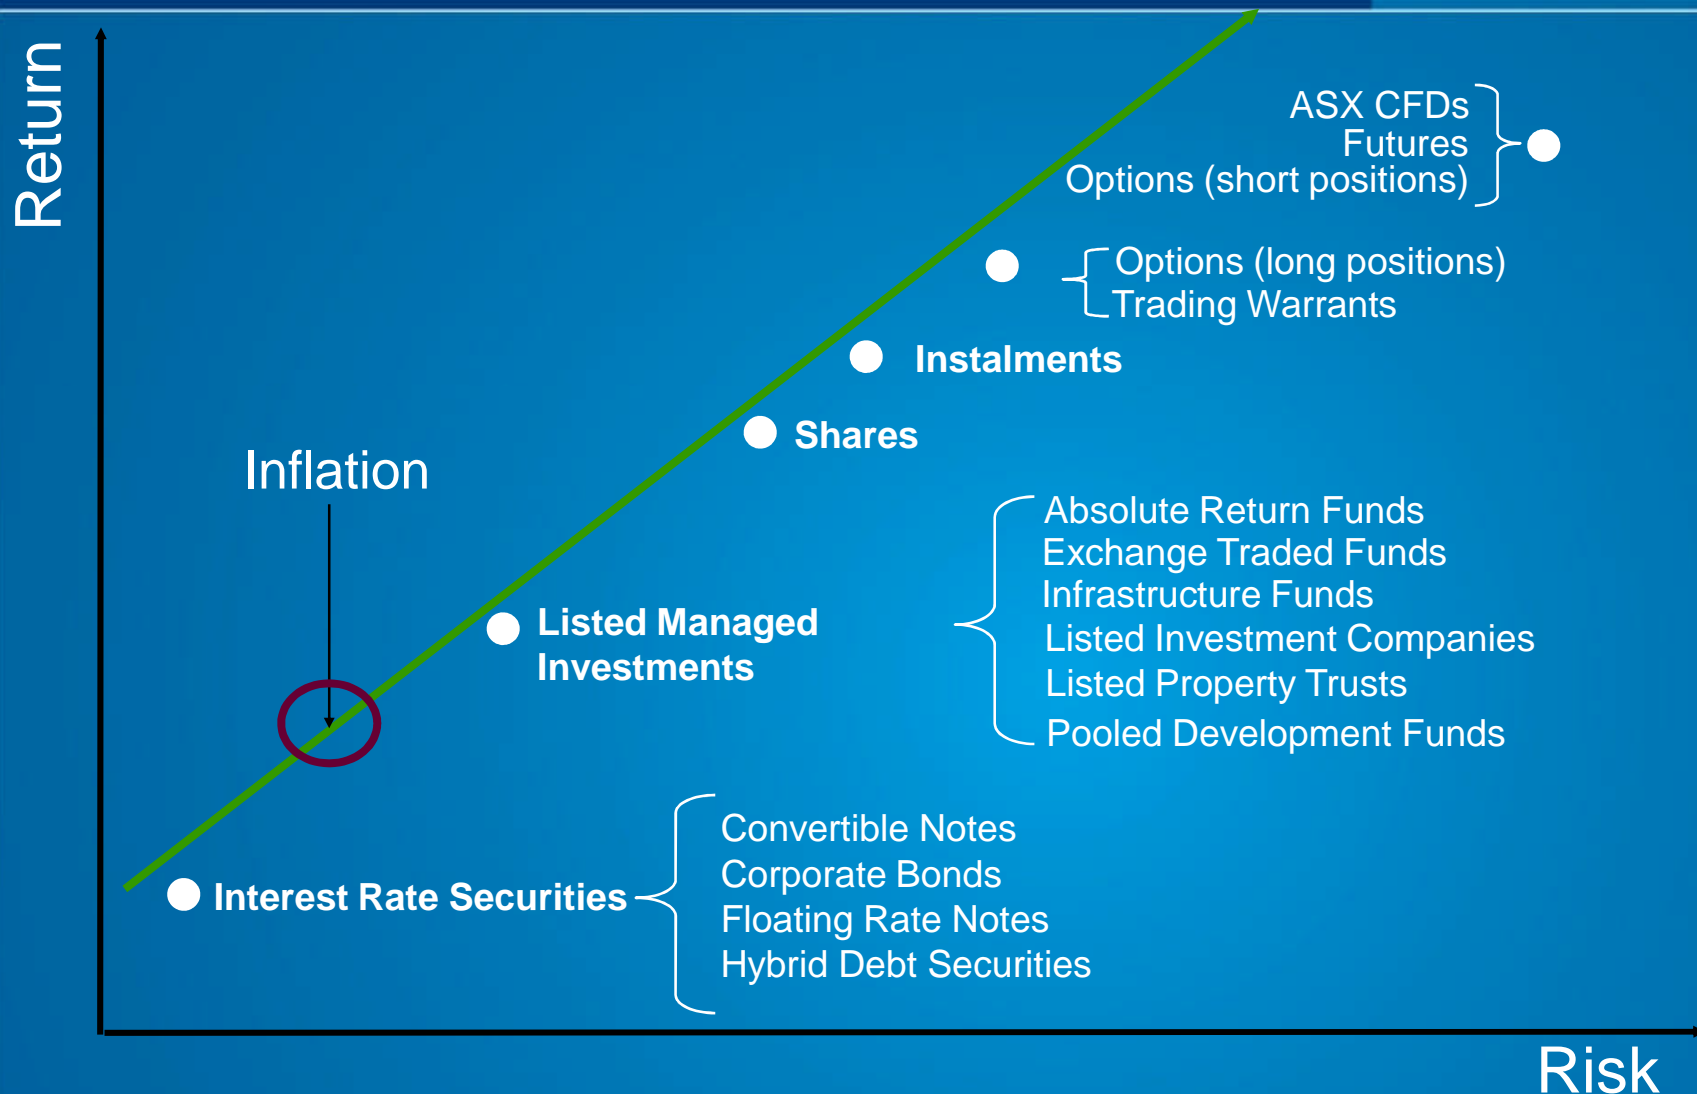 Return
ASX CFDs
Futures
Options (short positions)
Options (long positions)
Trading Warrants
Instalments
Shares
Inflation
Absolute Return Funds
Exchange Traded Funds
Infrastructure Funds
Listed Investment Companies
Listed Property Trusts
Pooled Development Funds
Listed Managed
Investments
Interest Rate Securities
Convertible Notes
Corporate Bonds
Floating Rate Notes
Hybrid Debt Securities
Risk